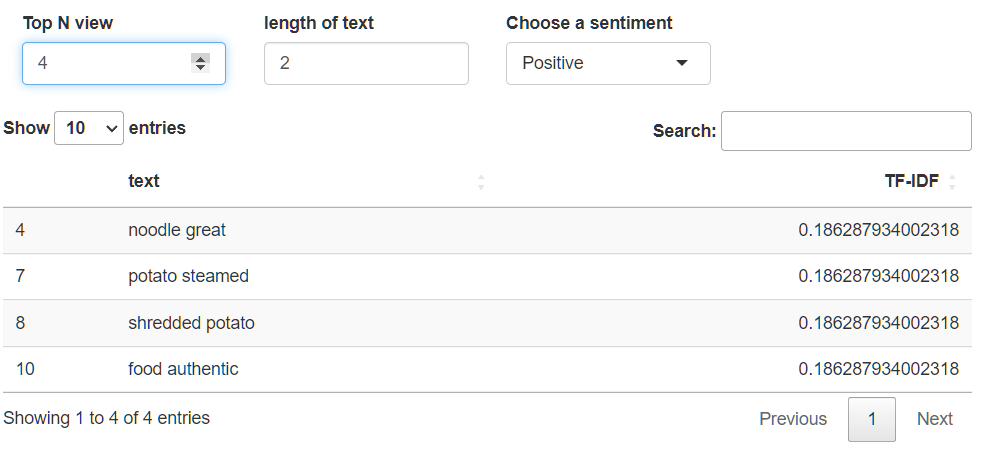 Top N view length of text Choose a sentiment
4 2 Positive
Show 10 entries Search:
text TF-IDF
4 noodle great 0.186287934002318
7 potato steamed 0.186287934002318
8 shredded potato 0.186287934002318
10 food authentic 0.186287934002318
Showing 1 to 4 of 4 entries Previous 1 Next